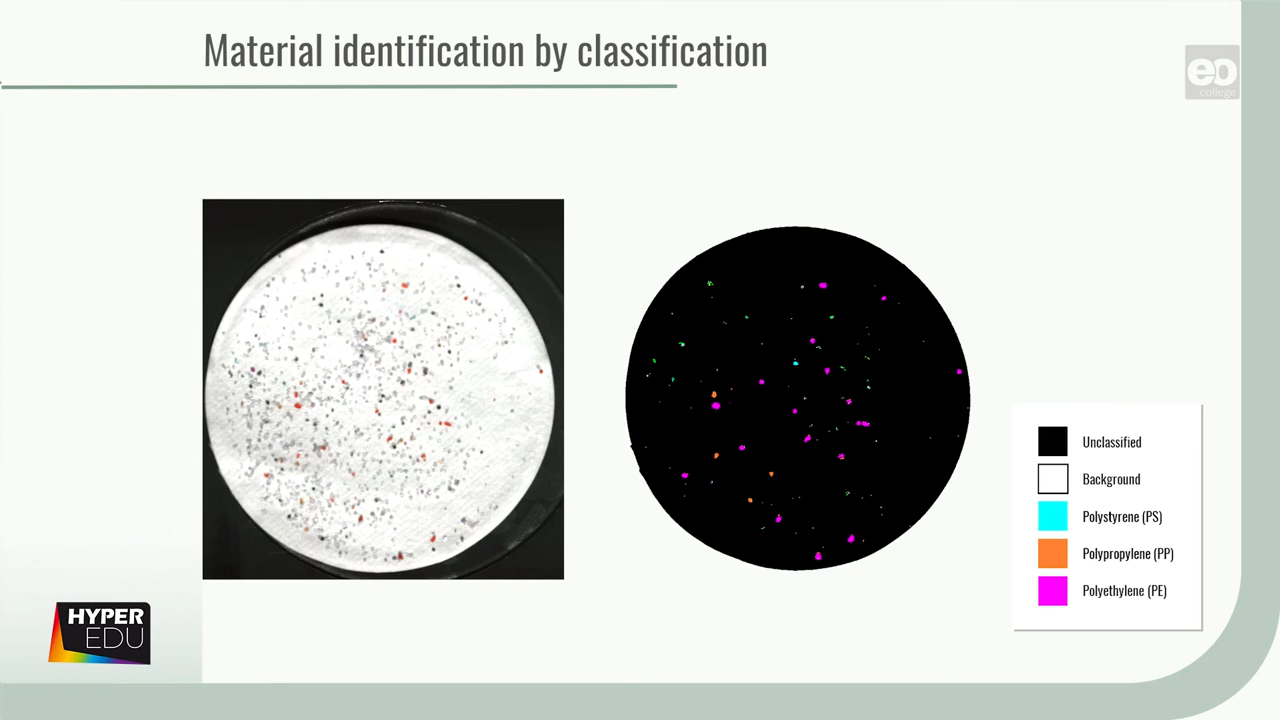 Material identification by classification
eo
college
Unclassified
Background
Polystyrene (PS)
Polypropylene (PP)
Polyethylene (PE)
HYPER
EDU